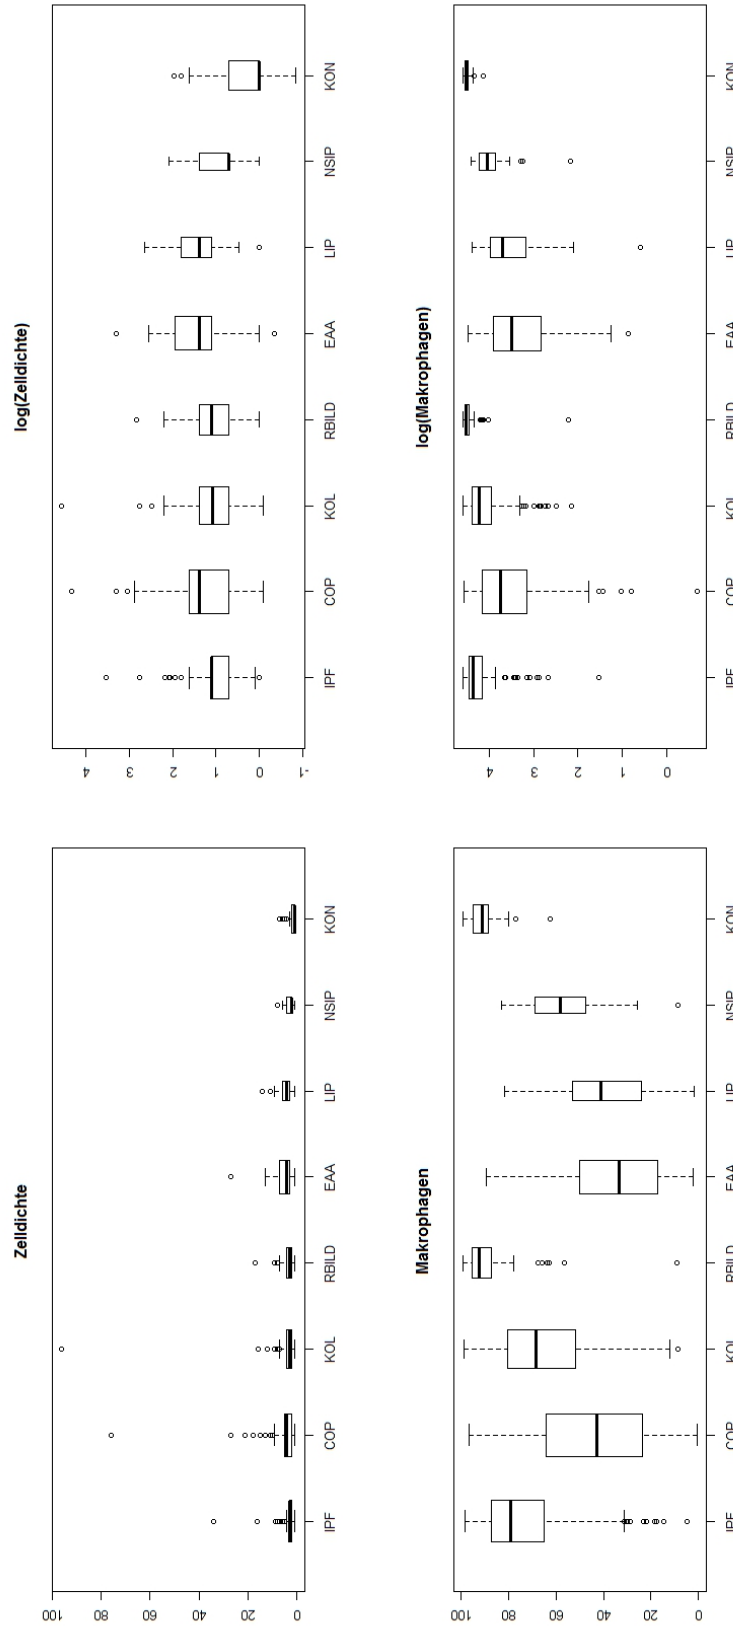 Zelldichte
100
80
60
40
20
0
IPF COP KOL RBILD EAA LIP NSIP KON
log(Zelldichte)
4
3
2
1
0
-1
IPF COP KOL RBILD EAA LIP NSIP KON
Makrophagen
100
80
60
40
20
0
IPF COP KOL RBILD EAA LIP NSIP KON
log(Makrophagen)
4
3
2
1
0
IPF COP KOL RBILD EAA LIP NSIP KON